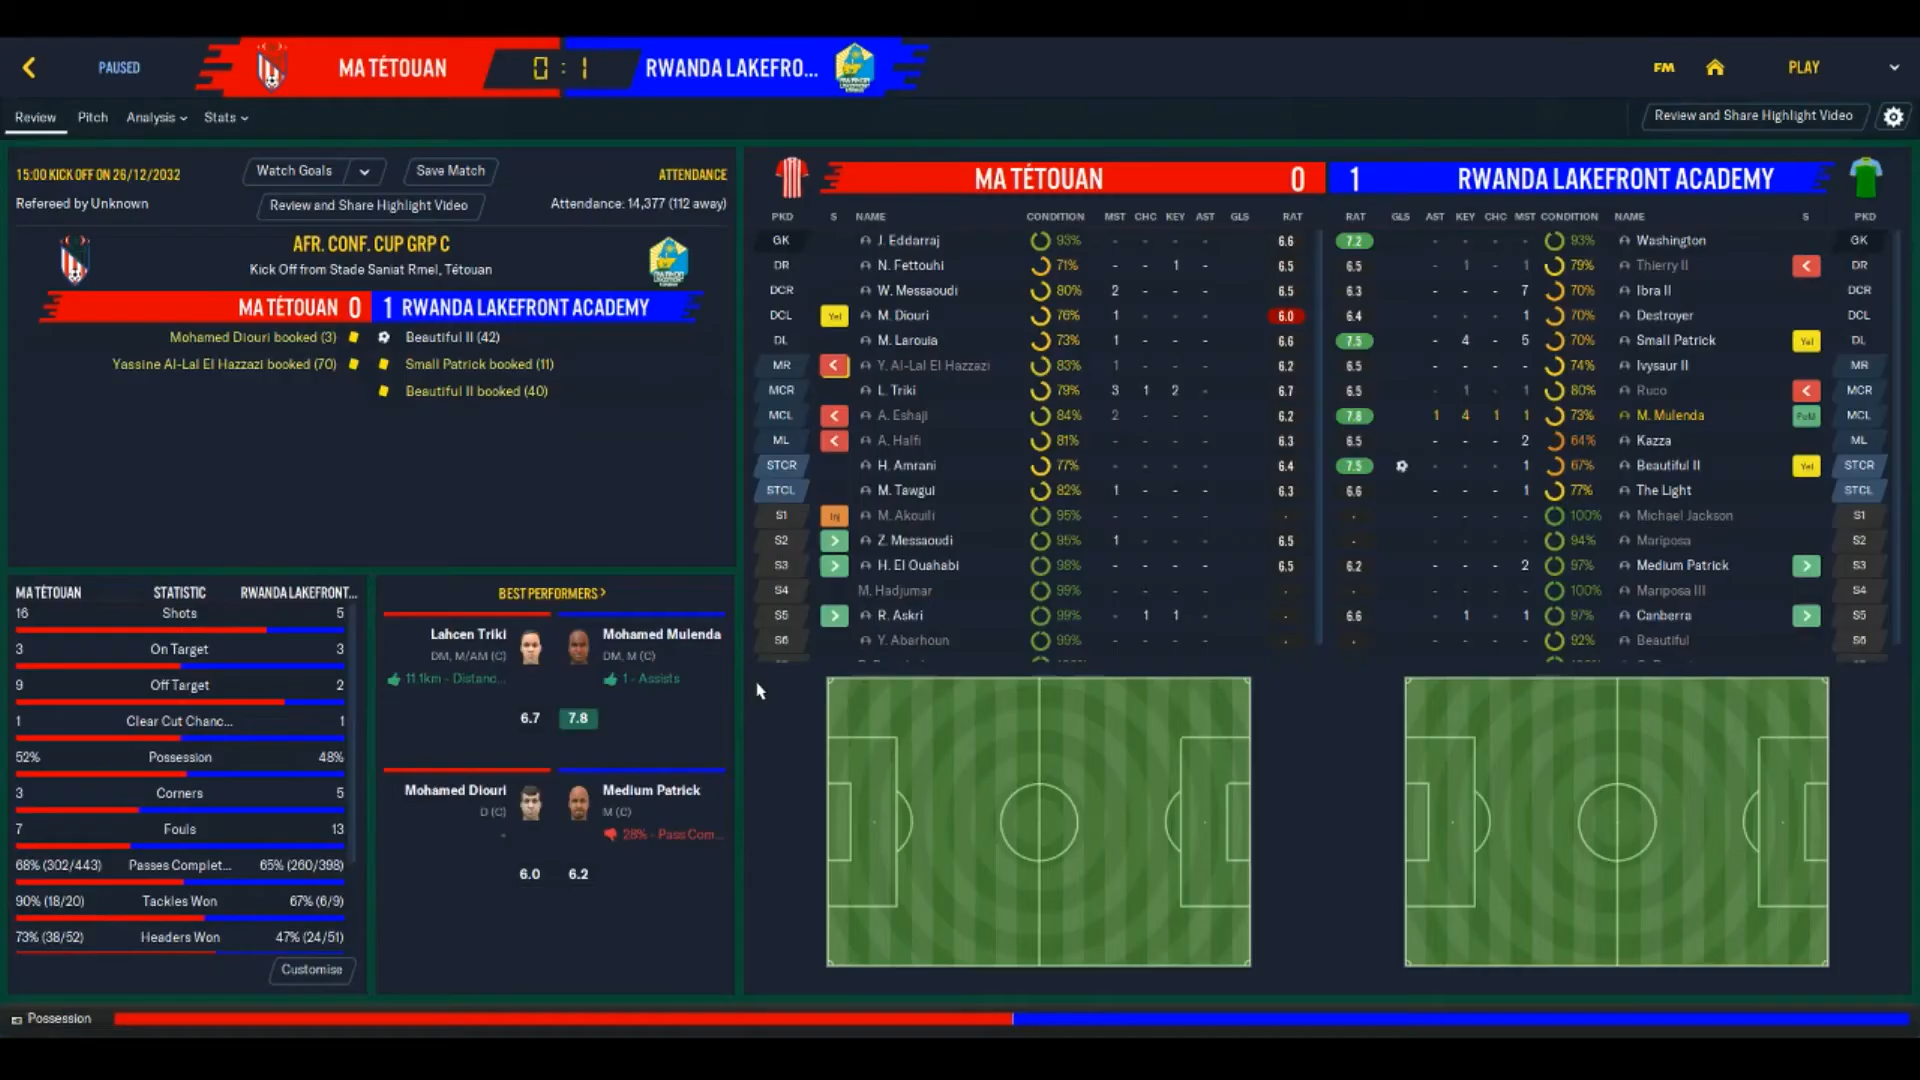 PAUSED
MA TÉTOUAN
0 : 1
RWANDA LAKEFRO...
FM
PLAY
Review Pitch Analysis Stats
Review and Share Highlight Video
15:00 KICK OFF ON 26/12/2032
Watch Goals
Save Match
ATTENDANCE
Refereed by Unknown
Review and Share Highlight Video
Attendance: 14,377 (112 away)
AFR. CONF. CUP GRP C
Kick Off from Stade Saniat Rmel, Tétouan
MA TÉTOUAN 0 1 RWANDA LAKEFRONT ACADEMY
Mohamed Diouri booked (3) Beautiful II (42)
Yassine Al-Lal El Hazzazi booked (70) Small Patrick booked (11)
Beautiful II booked (40)
MA TÉTOUAN STATISTIC RWANDA LAKEFRONT...
16 Shots 5
3 On Target 3
9 Off Target 2
1 Clear Cut Chanc... 1
52% Possession 48%
3 Corners 5
7 Fouls 13
68% (302/443) Passes Complet... 65% (260/398)
90% (18/20) Tackles Won 67% (6/9)
73% (38/52) Headers Won 47% (24/51)
Customise
BEST PERFORMERS >
Lahcen Triki Mohamed Mulenda
DM, M/AM (C) DM, M (C)
11.1km - Distanc... 1 - Assists
6.7 7.8
Mohamed Diouri Medium Patrick
D (C) M (C)
- 28% - Pass Com...
6.0 6.2
MA TÉTOUAN 0 1 RWANDA LAKEFRONT ACADEMY
PKD S NAME CONDITION MST CHC KEY AST GLS RAT RAT GLS AST KEY CHC MST CONDITION NAME S PKD
GK J. Eddarraj 93% - - - - 6.6 7.2 - - - - 93% Washington GK
DR N. Fettouhi 71% - - 1 - 6.5 6.5 - 1 - 1 79% Thierry II < DR
DCR W. Messaoudi 80% 2 - - - 6.5 6.3 - - - 7 70% Ibra II DCR
DCL Yel M. Diouri 76% 1 - - - 6.0 6.4 - - - 1 70% Destroyer DCL
DL M. Larouia 73% 1 - - - 6.6 7.5 - 4 - 5 70% Small Patrick Yel DL
MR < Y. Al-Lal El Hazzazi 83% 1 - - - 6.2 6.5 - - - - 74% Ivysaur II MR
MCR L. Triki 79% 3 1 2 - 6.7 6.5 - 1 - 1 80% Ruco < MCR
MCL < A. Eshaji 84% 2 - - - 6.2 7.8 1 4 1 1 73% M. Mulenda PoM MCL
ML < A. Halfi 81% - - - - 6.3 6.5 - - - 2 64% Kazza ML
STCR H. Amrani 77% - - - - 6.4 7.5 - - - 1 67% Beautiful II Yel STCR
STCL M. Tawgui 82% 1 - - - 6.3 6.6 - - - 1 77% The Light STCL
S1 Inj M. Akouili 95% - - - - - - - - - - 100% Michael Jackson S1
S2 > Z. Messaoudi 95% 1 - - - 6.5 - - - - - 94% Mariposa S2
S3 > H. El Ouahabi 98% - - - - 6.5 6.2 - - - 2 97% Medium Patrick > S3
S4 M. Hadjumar 99% - - - - - - - - - - 100% Mariposa III S4
S5 > R. Askri 99% - 1 1 - - 6.6 - 1 - 1 97% Canberra > S5
S6 Y. Abarhoun 99% - - - - - - - - - - 92% Beautiful S6
Possession